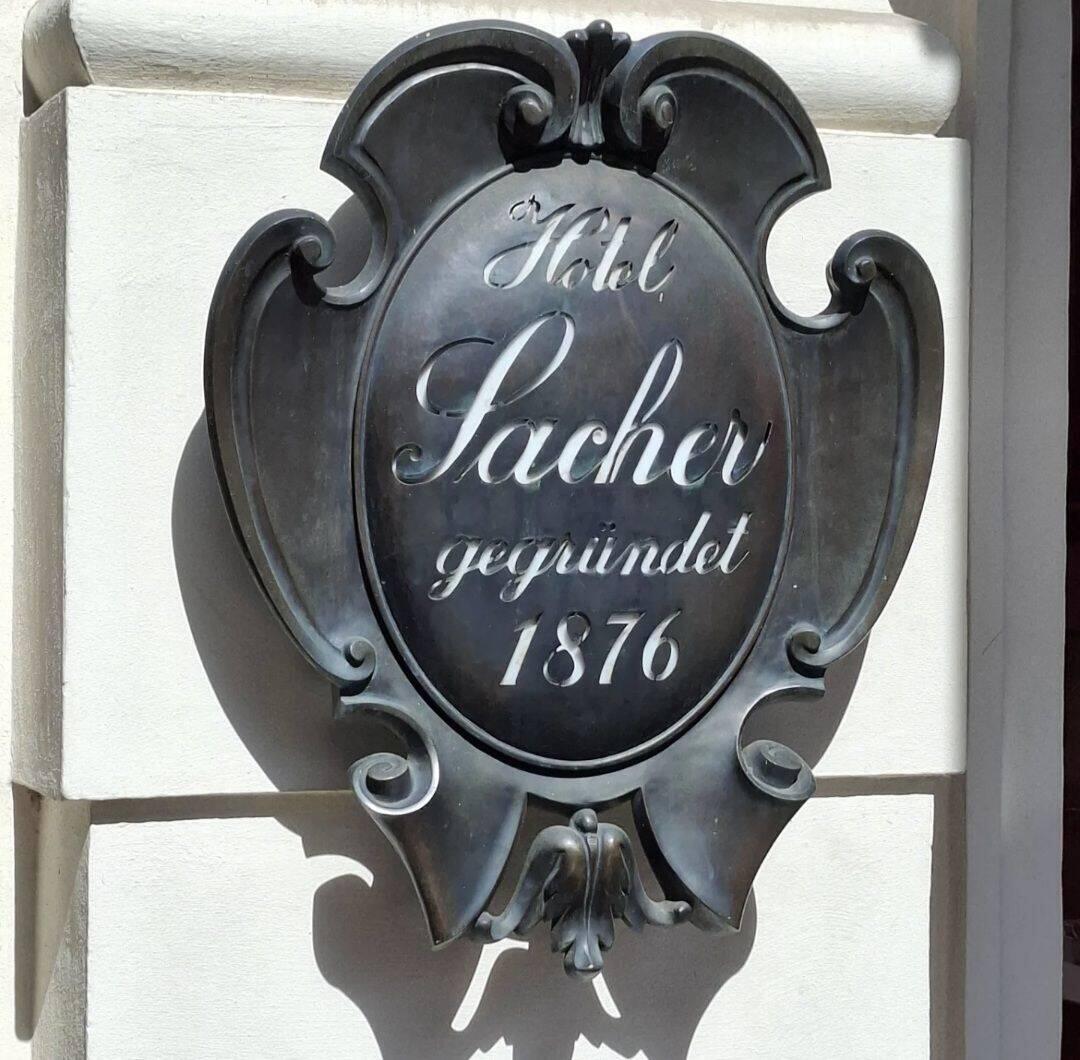 Hotel
Sacher
gegründet
1876